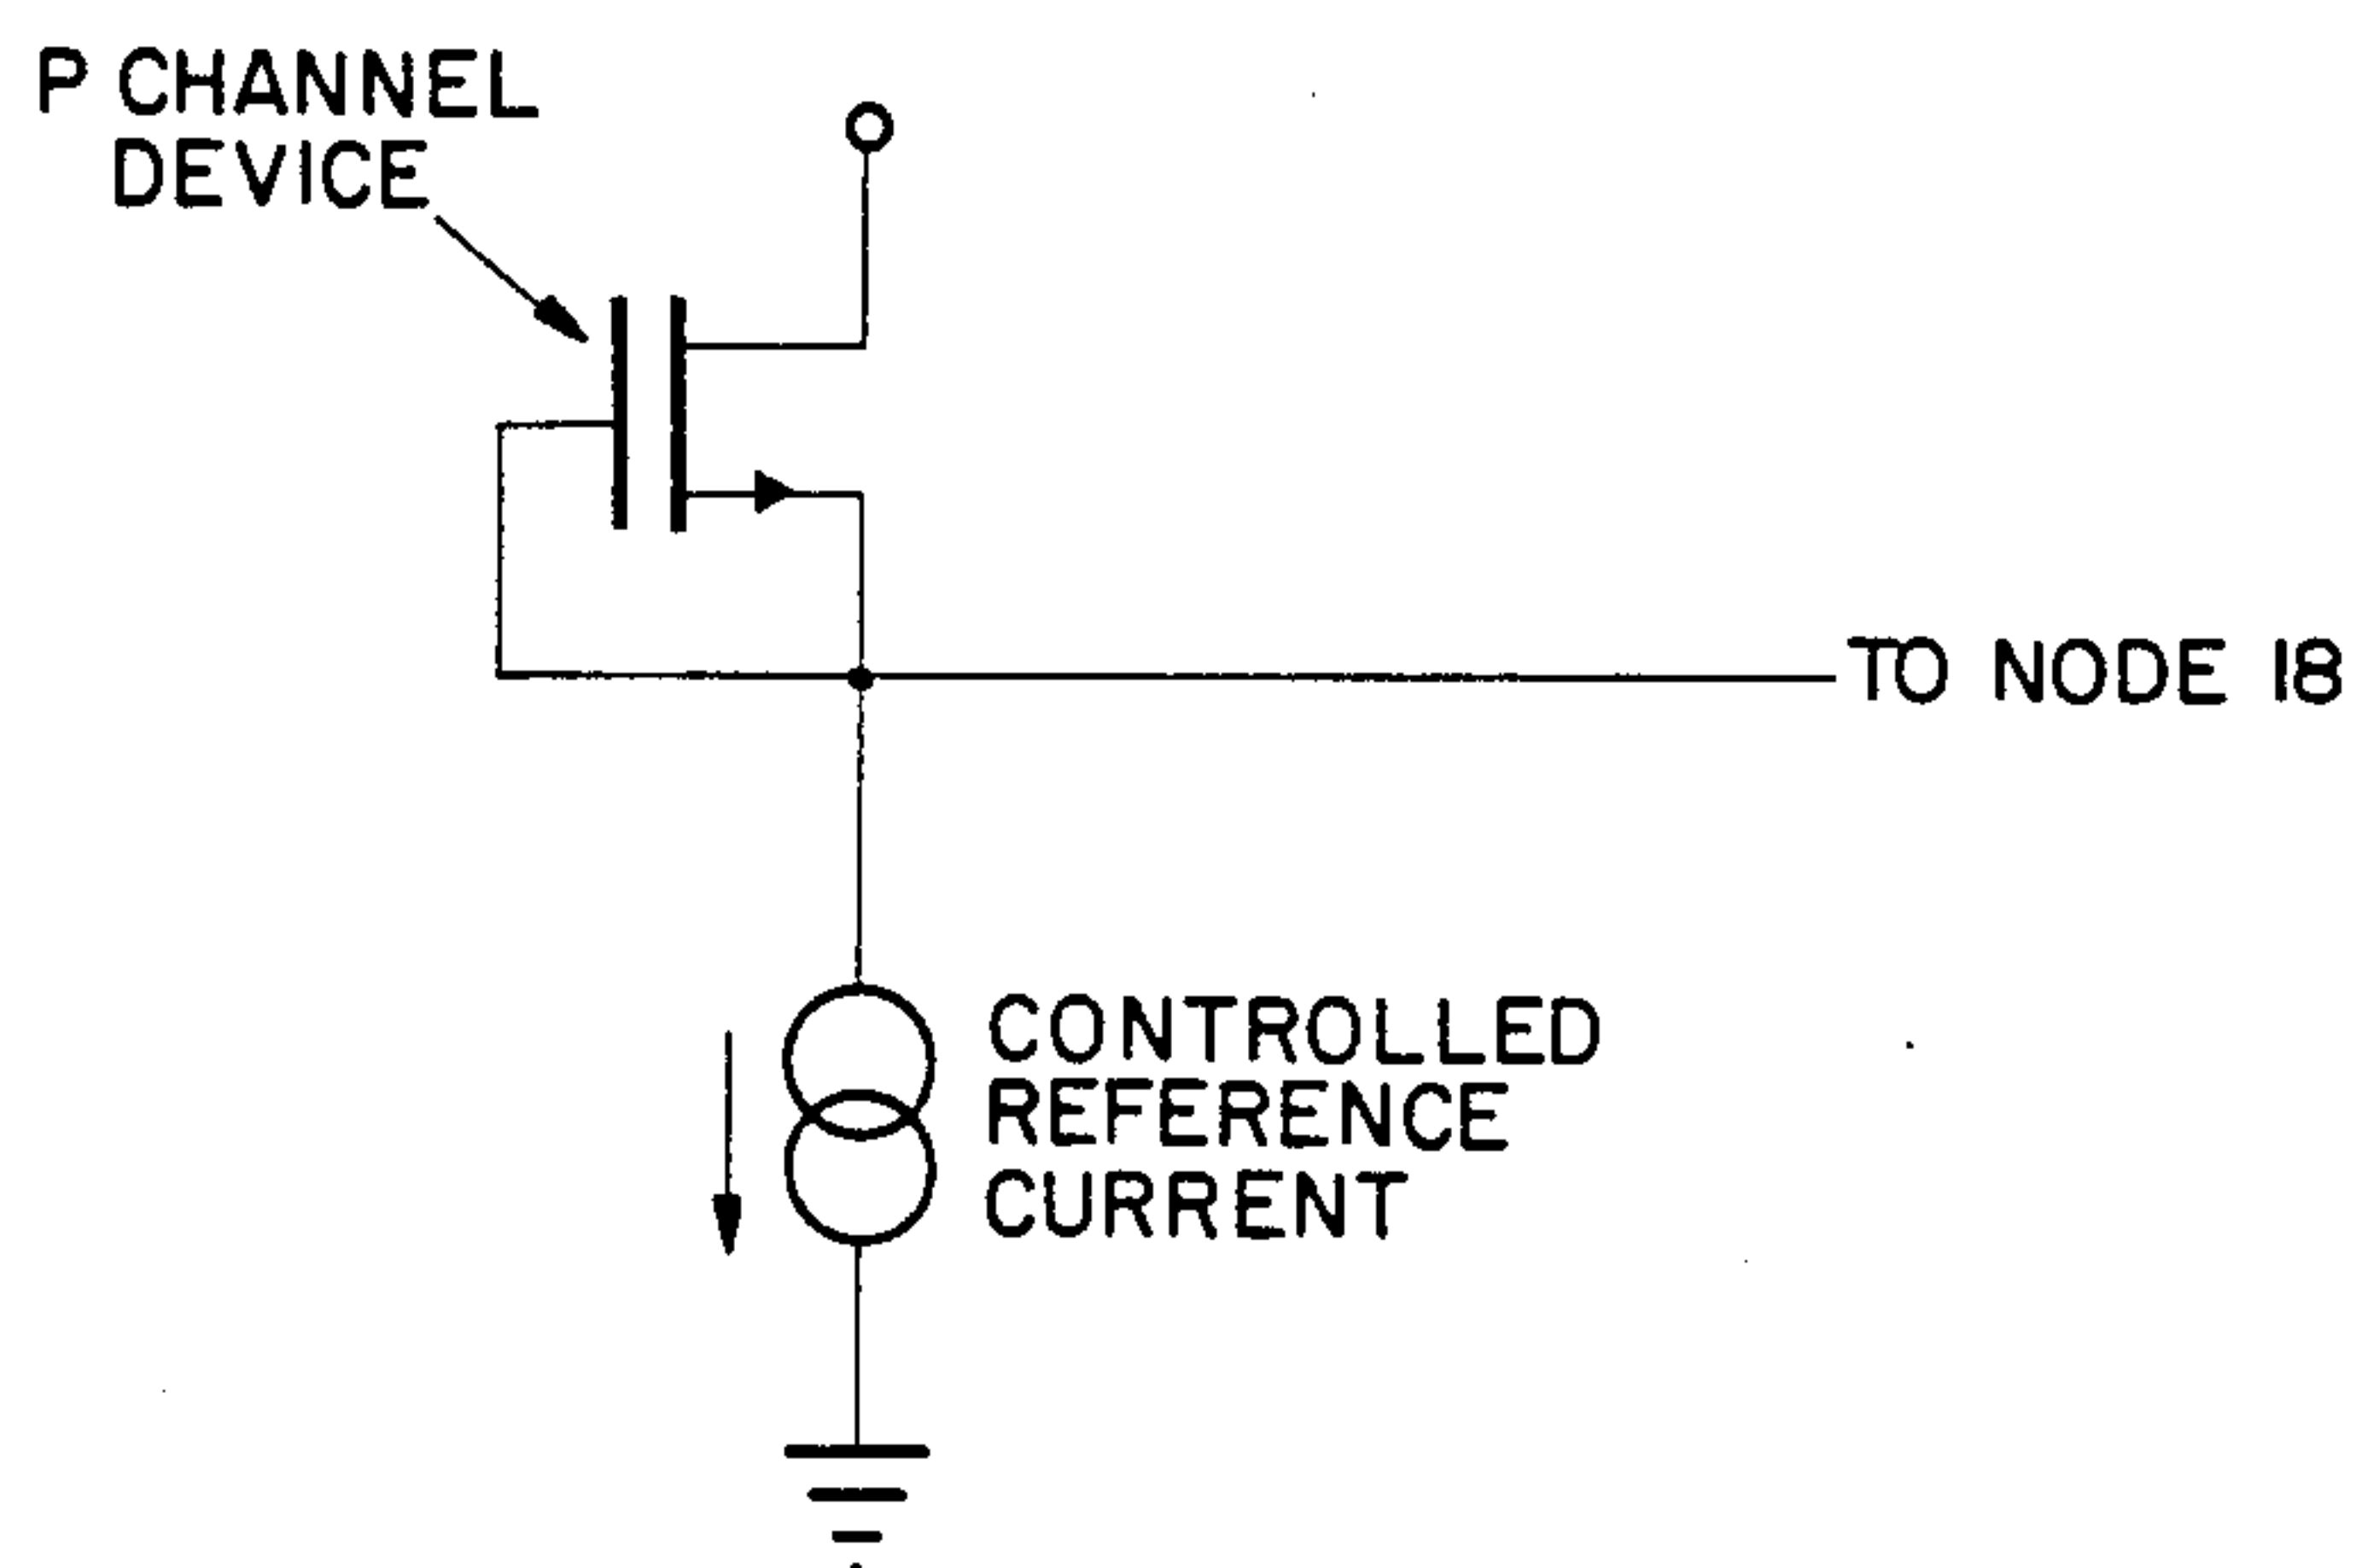 P CHANNEL
DEVICE
TO NODE 18
CONTROLLED
REFERENCE
CURRENT